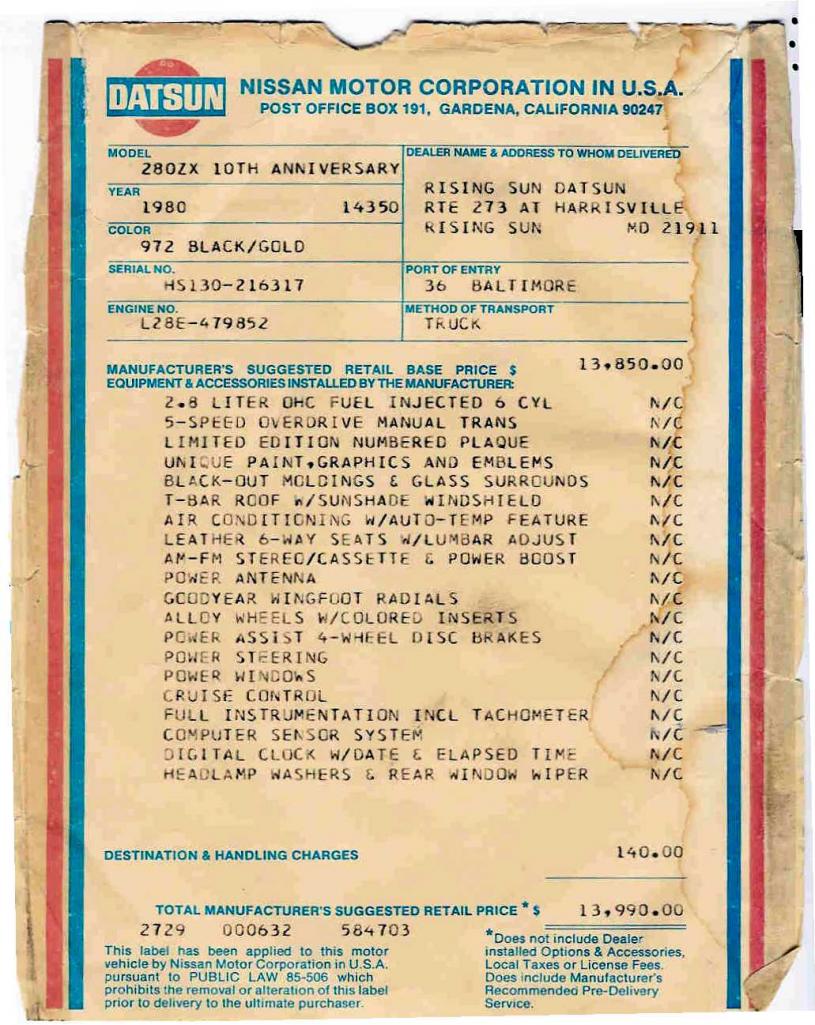 DATSUN
NISSAN MOTOR CORPORATION IN U.S.A.
POST OFFICE BOX 191, GARDENA, CALIFORNIA 90247
MODEL
280ZX 10TH ANNIVERSARY
YEAR
1980 14350
COLOR
972 BLACK/GOLD
SERIAL NO.
HS130-216317
ENGINE NO.
L28E-479852
DEALER NAME & ADDRESS TO WHOM DELIVERED
RISING SUN DATSUN
RTE 273 AT HARRISVILLE
RISING SUN MD 21911
PORT OF ENTRY
36 BALTIMORE
METHOD OF TRANSPORT
TRUCK
MANUFACTURER'S SUGGESTED RETAIL BASE PRICE $ 13,850.00
EQUIPMENT & ACCESSORIES INSTALLED BY THE MANUFACTURER:
2.8 LITER OHC FUEL INJECTED 6 CYL N/C
5-SPEED OVERDRIVE MANUAL TRANS N/C
LIMITED EDITION NUMBERED PLAQUE N/C
UNIQUE PAINT,GRAPHICS AND EMBLEMS N/C
BLACK-OUT MOLDINGS & GLASS SURROUNDS N/C
T-BAR ROOF W/SUNSHADE WINDSHIELD N/C
AIR CONDITIONING W/AUTO-TEMP FEATURE N/C
LEATHER 6-WAY SEATS W/LUMBAR ADJUST N/C
AM-FM STEREO/CASSETTE & POWER BOOST N/C
POWER ANTENNA N/C
GOODYEAR WINGFOOT RADIALS N/C
ALLOY WHEELS W/COLORED INSERTS N/C
POWER ASSIST 4-WHEEL DISC BRAKES N/C
POWER STEERING N/C
POWER WINDOWS N/C
CRUISE CONTROL N/C
FULL INSTRUMENTATION INCL TACHOMETER N/C
COMPUTER SENSOR SYSTEM N/C
DIGITAL CLOCK W/DATE & ELAPSED TIME N/C
HEADLAMP WASHERS & REAR WINDOW WIPER N/C
DESTINATION & HANDLING CHARGES 140.00
TOTAL MANUFACTURER'S SUGGESTED RETAIL PRICE * $ 13,990.00
2729 000632 584703
This label has been applied to this motor
vehicle by Nissan Motor Corporation in U.S.A.
pursuant to PUBLIC LAW 85-506 which
prohibits the removal or alteration of this label
prior to delivery to the ultimate purchaser.
*Does not include Dealer
installed Options & Accessories,
Local Taxes or License Fees.
Does include Manufacturer's
Recommended Pre-Delivery
Service.